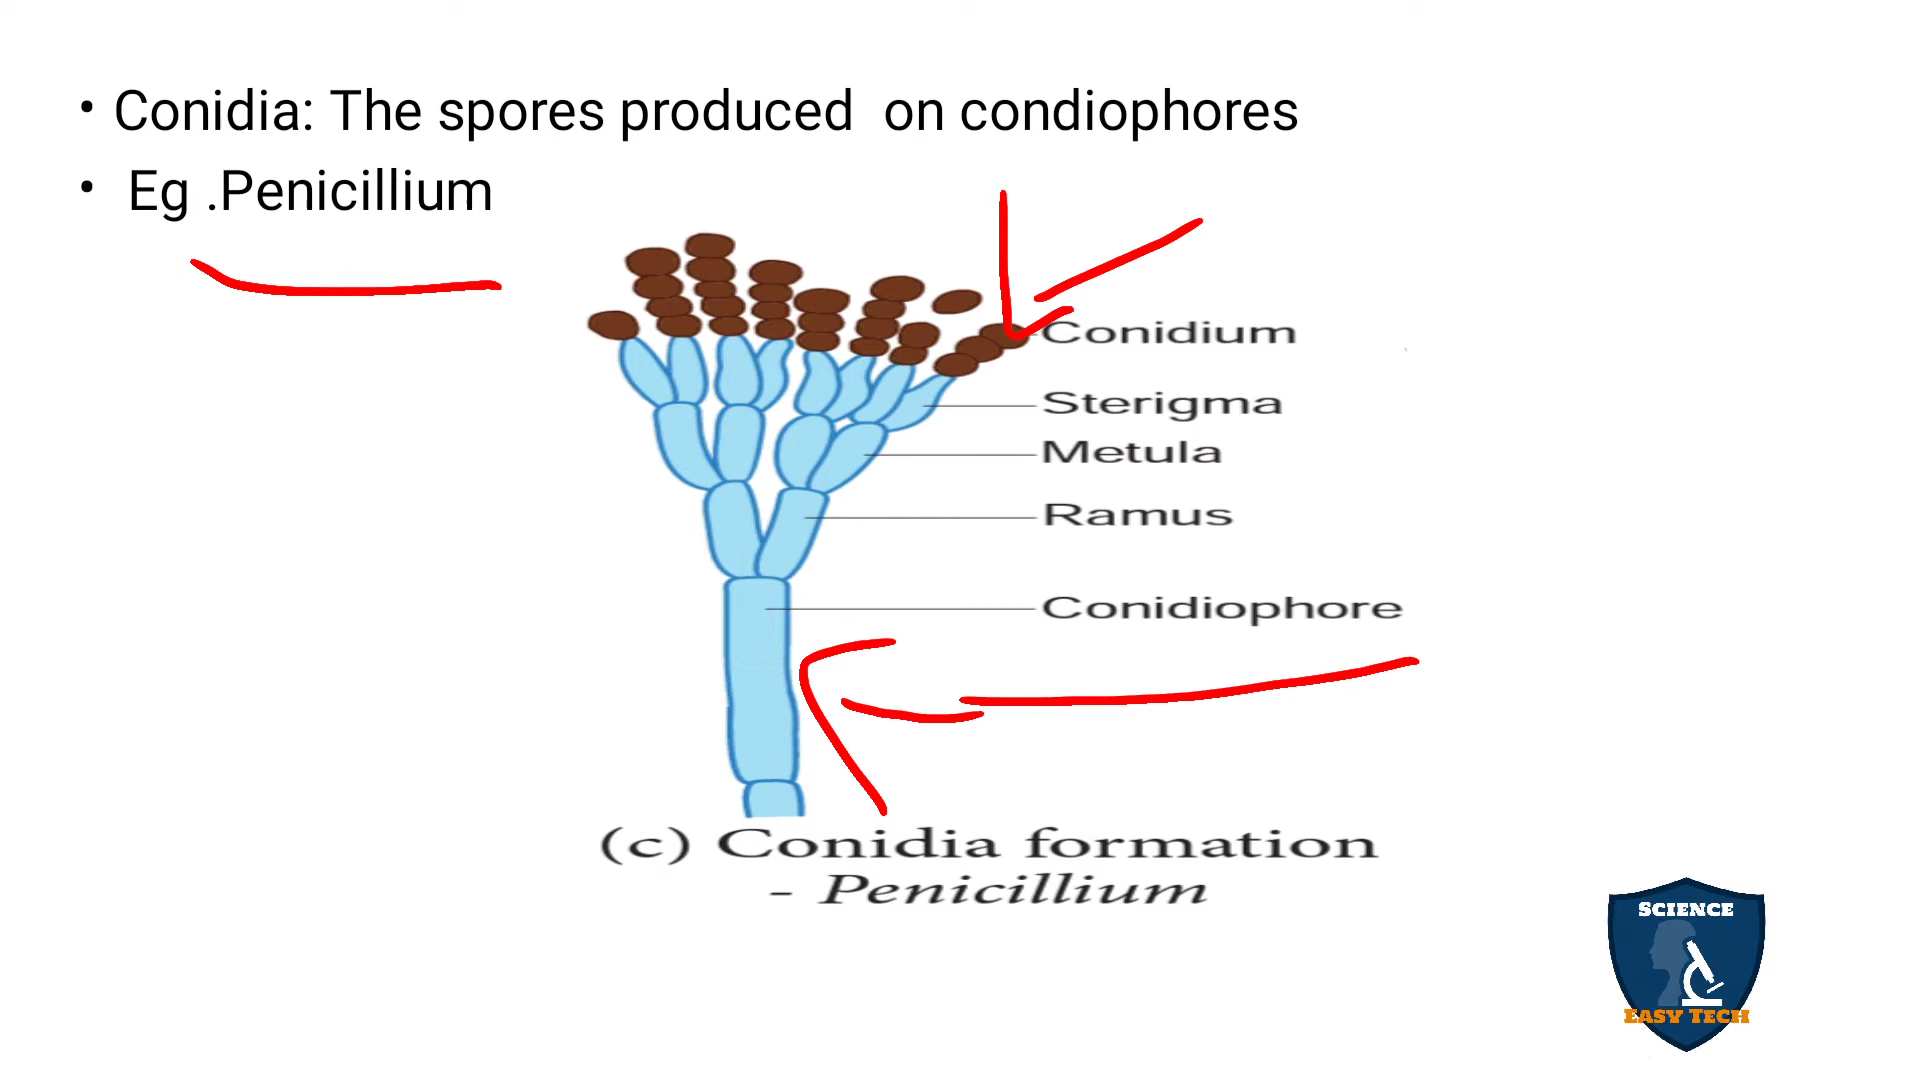 • Conidia: The spores produced on condiophores
• Eg .Penicillium
Conidium
Sterigma
Metula
Ramus
Conidiophore
(c) Conidia formation
- Penicillium
SCIENCE
EASY TECH